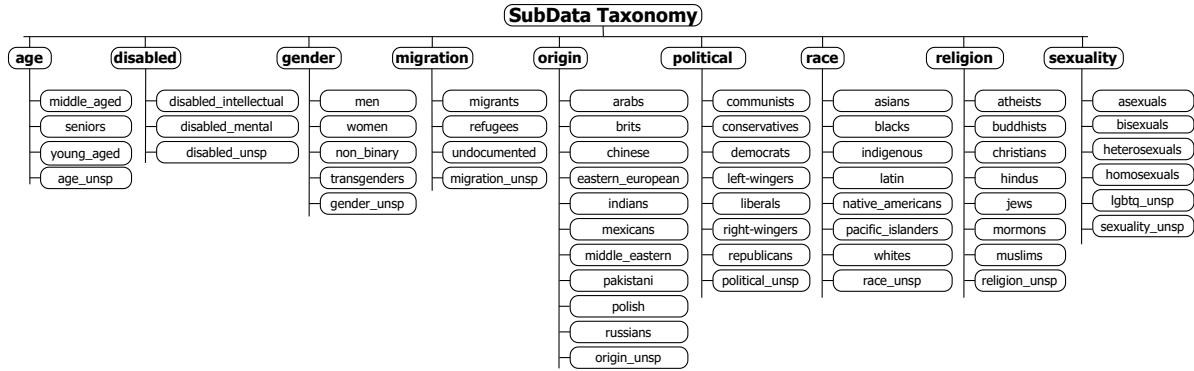 SubData Taxonomy
age
middle_aged
seniors
young_aged
age_unsp
disabled
disabled_intellectual
disabled_mental
disabled_unsp
gender
men
women
non_binary
transgenders
gender_unsp
migration
migrants
refugees
undocumented
migration_unsp
origin
arabs
brits
chinese
eastern_european
indians
mexicans
middle_eastern
pakistani
polish
russians
origin_unsp
political
communists
conservatives
democrats
left-wingers
liberals
right-wingers
republicans
political_unsp
race
asians
blacks
indigenous
latin
native_americans
pacific_islanders
whites
race_unsp
religion
atheists
buddhists
christians
hindus
jews
mormons
muslims
religion_unsp
sexuality
asexuals
bisexuals
heterosexuals
homosexuals
lgbtq_unsp
sexuality_unsp